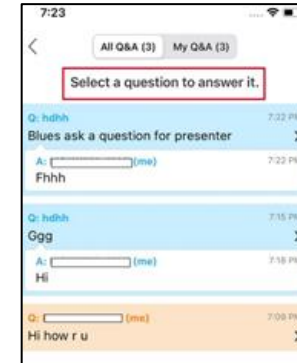 7:23
All Q&A (3) My Q&A (3)
Select a question to answer it.
Q: hdhh 7:22 PM
Blues ask a question for presenter
A: (me) 7:22 PM
Fhhh
Q: hdhh 7:15 PM
Ggg
A: (me) 7:18 PM
Hi
Q: (me) 7:09 PM
Hi how r u